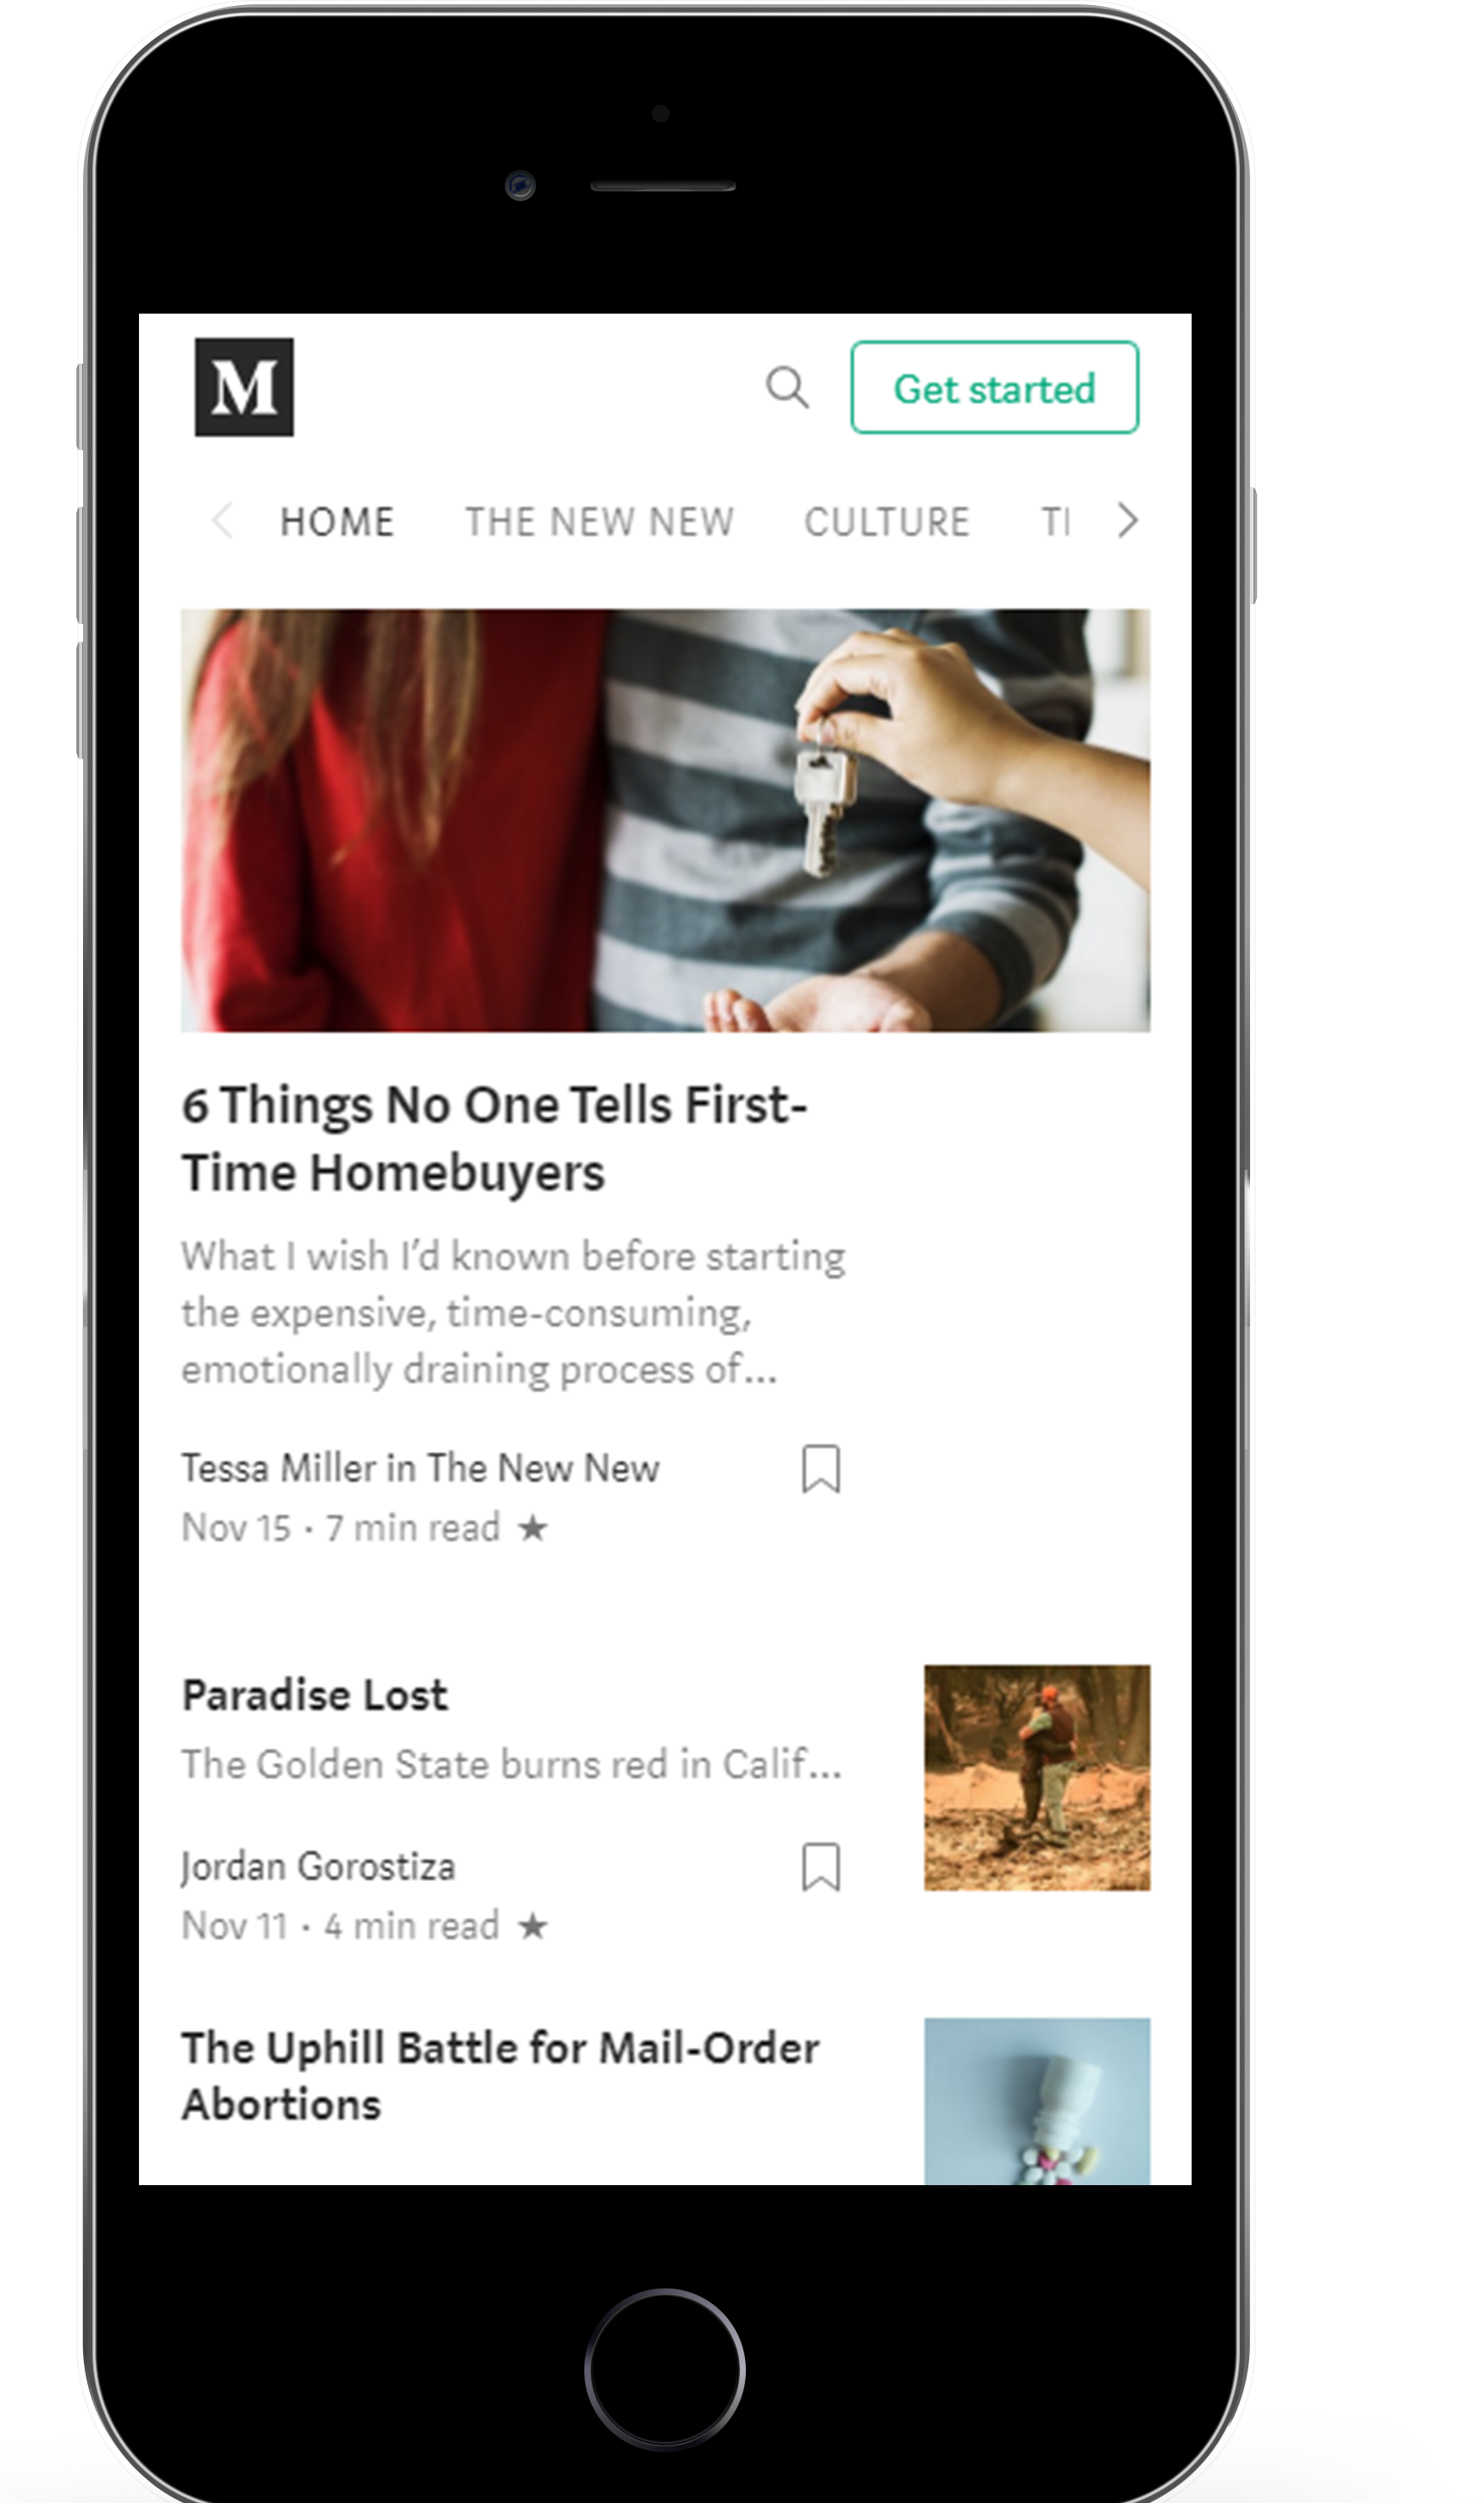 M
Get started
HOME THE NEW NEW CULTURE TI
6 Things No One Tells First-
Time Homebuyers
What I wish I’d known before starting
the expensive, time-consuming,
emotionally draining process of...
Tessa Miller in The New New
Nov 15 · 7 min read ★
Paradise Lost
The Golden State burns red in Calif...
Jordan Gorostiza
Nov 11 · 4 min read ★
The Uphill Battle for Mail-Order
Abortions